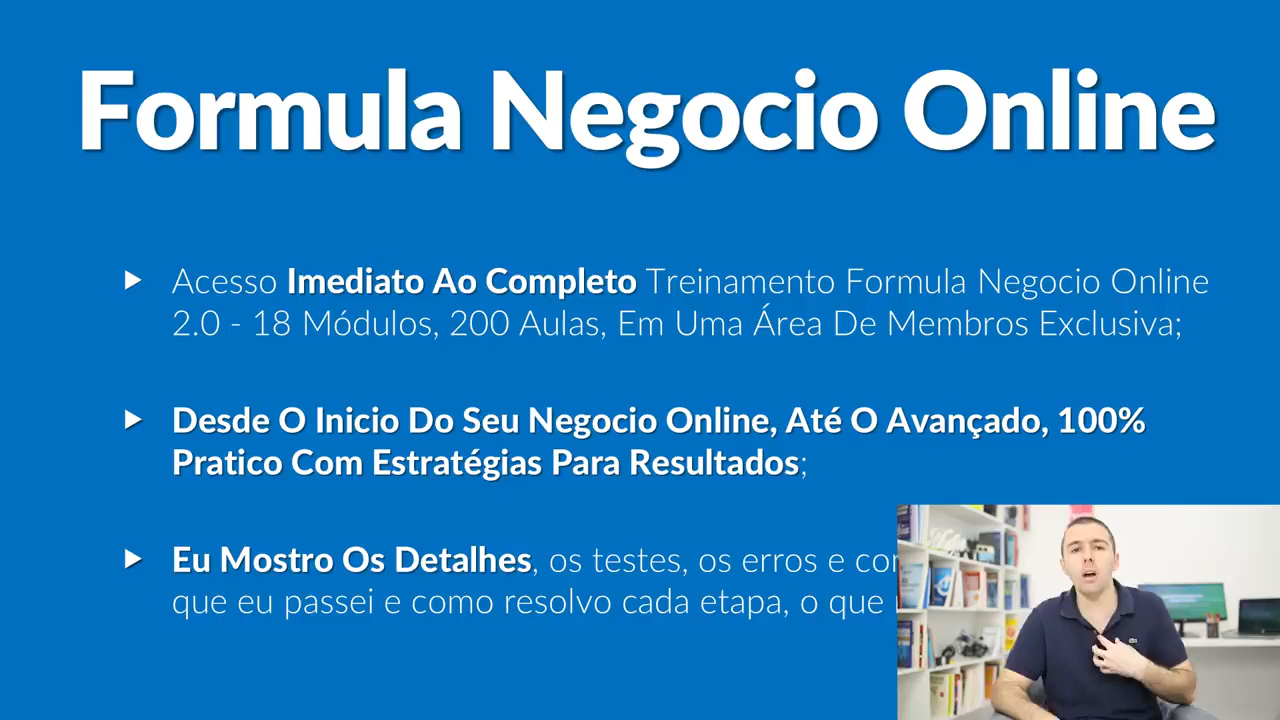 Formula Negocio Online
Acesso Imediato Ao Completo Treinamento Formula Negocio Online
2.0 - 18 Módulos, 200 Aulas, Em Uma Área De Membros Exclusiva;
Desde O Inicio Do Seu Negocio Online, Até O Avançado, 100%
Pratico Com Estratégias Para Resultados;
Eu Mostro Os Detalhes, os testes, os erros e
que eu passei e como resolvo cada etapa, o que